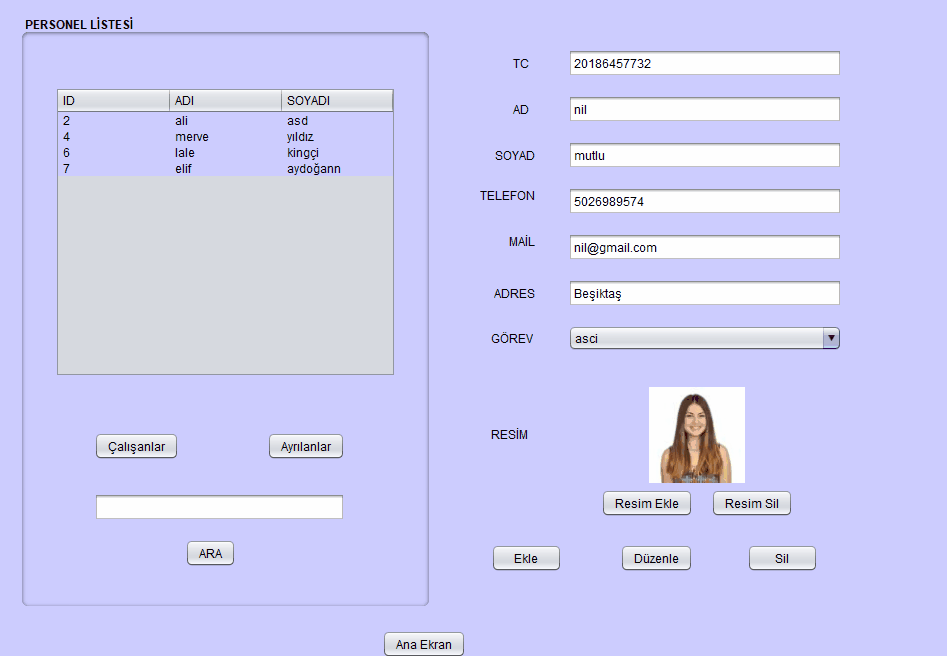 PERSONEL LİSTESİ
ID ADI SOYADI
2 ali asd
4 merve yıldız
6 lale kingçi
7 elif aydoğann
Çalışanlar Ayrılanlar
ARA
TC 20186457732
AD nil
SOYAD mutlu
TELEFON 5026989574
MAİL nil@gmail.com
ADRES Beşiktaş
GÖREV asci
RESİM
Resim Ekle Resim Sil
Ekle Düzenle Sil
Ana Ekran